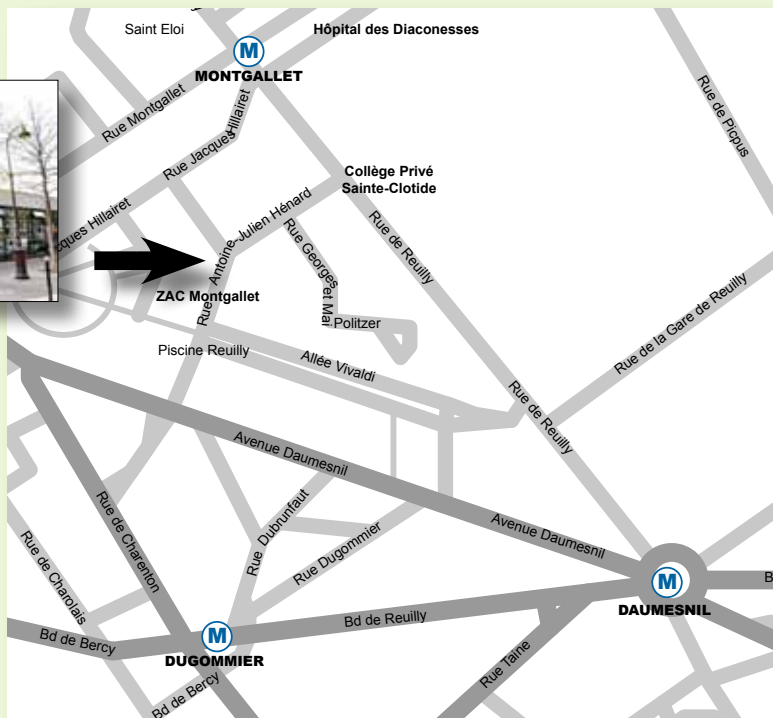 Saint Eloi
Hôpital des Diaconesses
M
MONTGALLET
Rue Montgallet
Rue Jacques Hillairet
Rue de Picpus
Collège Privé
Sainte-Clotide
cques Hillairet
Rue Antoine-Julien Hénard
Rue Georges
et Mai
Politzer
Rue de Reuilly
ZAC Montgallet
Rue de la Gare de Reuilly
Piscine Reuilly
Allée Vivaldi
Rue de Reuilly
Avenue Daumesnil
Rue de Charenton
Rue Dubrunfaut
Rue Dugommier
Avenue Daumesnil
Rue de Charolais
M
DAUMESNIL
B
Bd de Bercy
M
DUGOMMIER
Bd de Reuilly
Rue Taine
Bd de Bercy